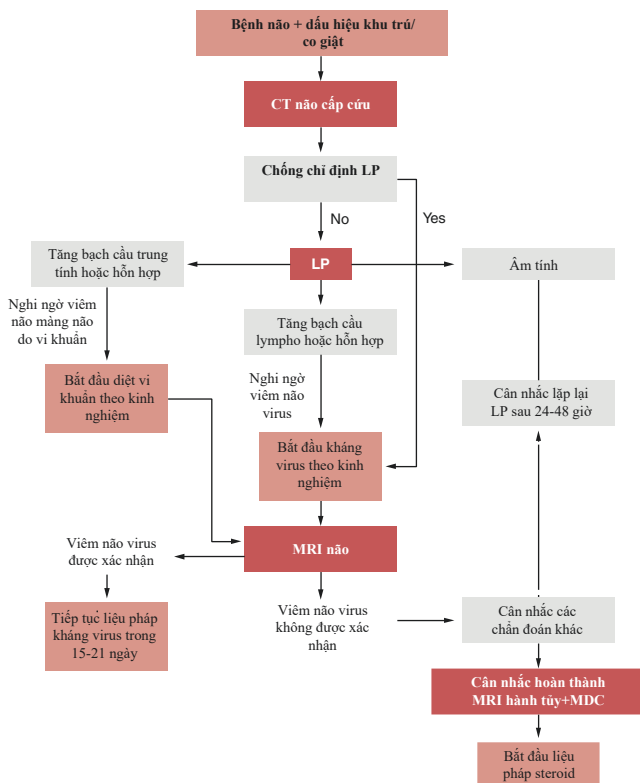 Bệnh não + dấu hiệu khu trú/
co giật
CT não cấp cứu
Chống chỉ định LP
No
Yes
Tăng bạch cầu trung
tính hoặc hỗn hợp
LP
Âm tính
Nghi ngờ viêm
não màng não
do vi khuẩn
Tăng bạch cầu
lympho hoặc hỗn hợp
Bắt đầu diệt vi
khuẩn theo kinh
nghiệm
Nghi ngờ
viêm não
virus
Cân nhắc lặp lại
LP sau 24-48 giờ
Bắt đầu kháng
virus theo kinh
nghiệm
MRI não
Viêm não virus
được xác nhận
Tiếp tục liệu pháp
kháng virus trong
15-21 ngày
Viêm não virus
không được xác
nhận
Cân nhắc các
chẩn đoán khác
Cân nhắc hoàn thành
MRI hành tủy+MDC
Bắt đầu liệu
pháp steroid